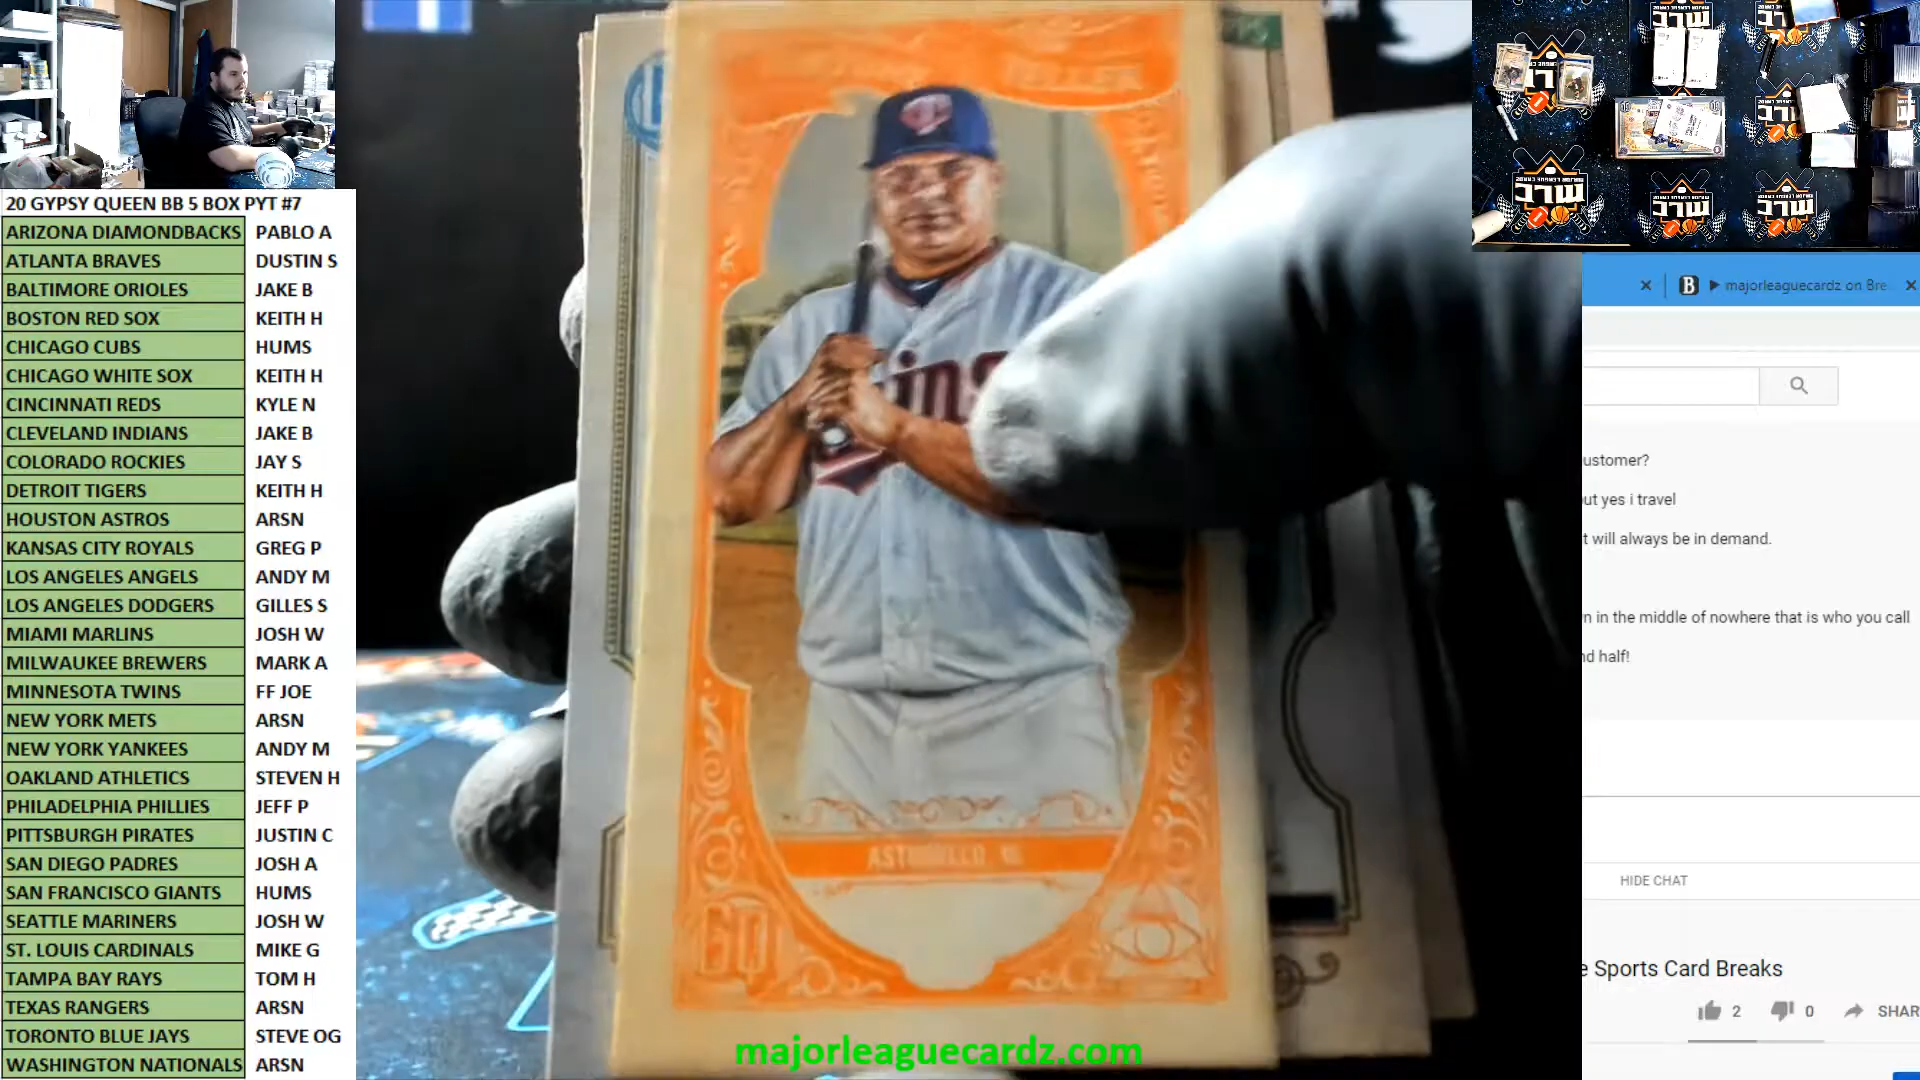 20 GYPSY QUEEN BB 5 BOX PYT #7
ARIZONA DIAMONDBACKS PABLO A
ATLANTA BRAVES DUSTIN S
BALTIMORE ORIOLES JAKE B
BOSTON RED SOX KEITH H
CHICAGO CUBS HUMS
CHICAGO WHITE SOX KEITH H
CINCINNATI REDS KYLE N
CLEVELAND INDIANS JAKE B
COLORADO ROCKIES JAY S
DETROIT TIGERS KEITH H
HOUSTON ASTROS ARSN
KANSAS CITY ROYALS GREG P
LOS ANGELES ANGELS ANDY M
LOS ANGELES DODGERS GILLES S
MIAMI MARLINS JOSH W
MILWAUKEE BREWERS MARK A
MINNESOTA TWINS FF JOE
NEW YORK METS ARSN
NEW YORK YANKEES ANDY M
OAKLAND ATHLETICS STEVEN H
PHILADELPHIA PHILLIES JEFF P
PITTSBURGH PIRATES JUSTIN C
SAN DIEGO PADRES JOSH A
SAN FRANCISCO GIANTS HUMS
SEATTLE MARINERS JOSH W
ST. LOUIS CARDINALS MIKE G
TAMPA BAY RAYS TOM H
TEXAS RANGERS ARSN
TORONTO BLUE JAYS STEVE OG
WASHINGTON NATIONALS ARSN
GQ
majorleaguecardz.com
B majorleaguecardz on Bre
ustomer?
ut yes i travel
t will always be in demand.
n in the middle of nowhere that is who you call
nd half!
HIDE CHAT
e Sports Card Breaks
2 0 SHAR